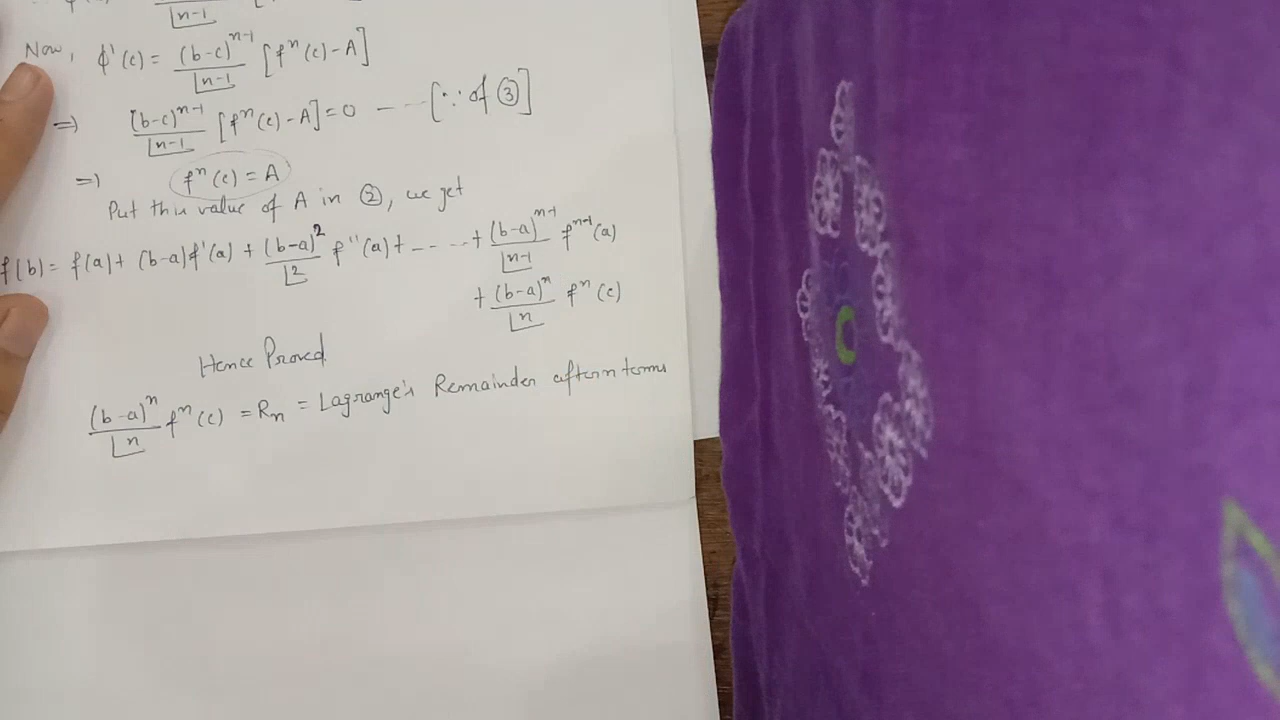 Now, φ'(c) = (b-c)^(n-1) / ⌊n-1 [f^n (c) - A]
⇒ (b-c)^(n-1) / ⌊n-1 [f^n (c) - A] = 0 --- [∵ of ③]
⇒ f^n (c) = A
Put this value of A in ②, we get
f(b) = f(a) + (b-a) f'(a) + (b-a)^2 / ⌊2 f''(a) + ---- + (b-a)^(n-1) / ⌊n-1 f^(n-1) (a)
+ (b-a)^n / ⌊n f^n (c)
Hence Proved
(b-a)^n / ⌊n f^n (c) = Rn = Lagrange's Remainder after n terms